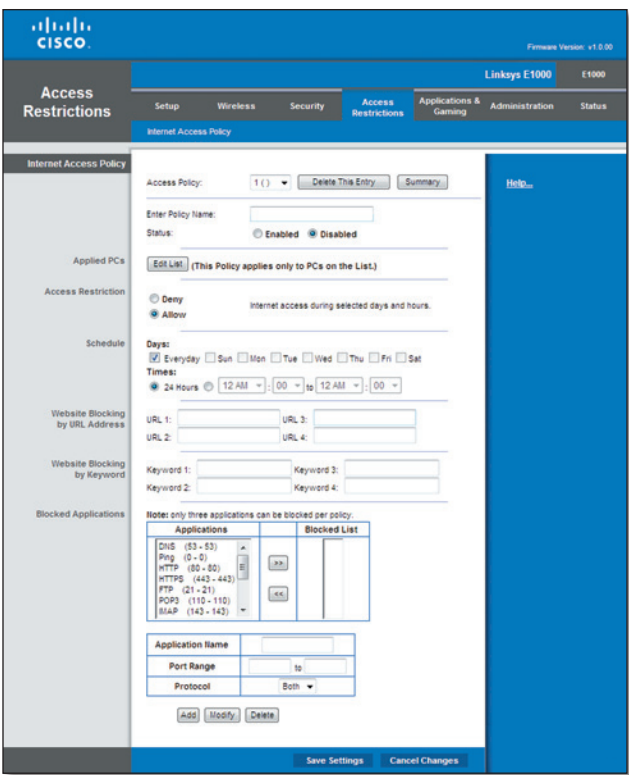 CISCO
Firmware Version: v1.0.00
Linksys E1000 E1000
Access Restrictions
Setup Wireless Security Access Restrictions Applications & Gaming Administration Status
Internet Access Policy
Internet Access Policy
Access Policy: 1 ( ) Delete This Entry Summary
Help...
Enter Policy Name:
Status: Enabled Disabled
Applied PCs
Edit List (This Policy applies only to PCs on the List.)
Access Restriction
Deny
Allow
Internet access during selected days and hours.
Schedule
Days:
Everyday Sun Mon Tue Wed Thu Fri Sat
Times:
24 Hours 12 AM : 00 to 12 AM : 00
Website Blocking by URL Address
URL 1: URL 3:
URL 2: URL 4:
Website Blocking by Keyword
Keyword 1: Keyword 3:
Keyword 2: Keyword 4:
Blocked Applications
Note: only three applications can be blocked per policy.
Applications Blocked List
DNS (53 - 53)
Ping (0 - 0)
HTTP (80 - 80)
HTTPS (443 - 443)
FTP (21 - 21)
POP3 (110 - 110)
IMAP (143 - 143)
>>
<<
Application Name
Port Range to
Protocol Both
Add Modify Delete
Save Settings Cancel Changes